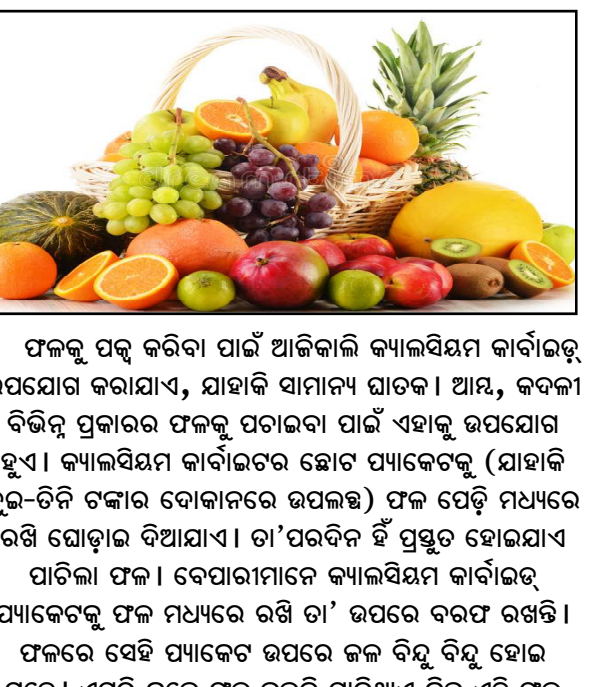 ଫଳକୁ ପକ୍ୱ କରିବା ପାଇଁ ଆଜିକାଲି କ୍ୟାଲସିୟମ କାର୍ବାଇଡ୍
ଉପଯୋଗ କରାଯାଏ, ଯାହାକି ସାମାନ୍ୟ ଘାତକ। ଆମ୍ଭ, କଦଳୀ
ବିଭିନ୍ନ ପ୍ରକାରର ଫଳକୁ ପଚାଇବା ପାଇଁ ଏହାକୁ ଉପଯୋଗ
ହୁଏ। କ୍ୟାଲସିୟମ କାର୍ବାଇଟର ଛୋଟ ପ୍ୟାକେଟକୁ (ଯାହାକି
ଦୁଇ-ତିନି ଟଙ୍କାର ଦୋକାନରେ ଉପଲବ୍ଧ) ଫଳ ପେଡ଼ି ମଧ୍ୟରେ
ରଖି ଘୋଡ଼ାଇ ଦିଆଯାଏ। ତା’ପରଦିନ ହିଁ ପ୍ରସ୍ତୁତ ହୋଇଯାଏ
ପାଚିଲା ଫଳ। ବେପାରୀମାନେ କ୍ୟାଲସିୟମ କାର୍ବାଇଡ୍
ପ୍ୟାକେଟକୁ ଫଳ ମଧ୍ୟରେ ରଖି ତା’ ଉପରେ ବରଫ ରଖନ୍ତି।
ଫଳରେ ସେହି ପ୍ୟାକେଟ ଉପରେ ଜଳ ବିନ୍ଦୁ ବିନ୍ଦୁ ହୋଇ